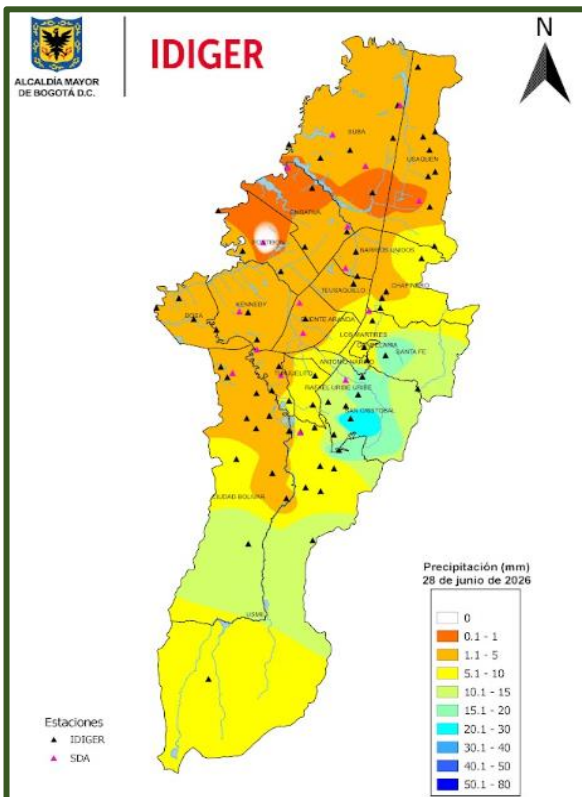 ALCALDÍA MAYOR
DE BOGOTÁ D.C.
IDIGER
N
SUBA
USAQUEN
ENGATIVA
BARRIOS UNIDOS
TEUSAQUILLO
CHAPINERO
KENNEDY
BOSA
PUENTE ARANDA
LOS MARTIRES
SANTA FE
ANTONIO NARIÑO
RAFAEL URIBE URIBE
SAN CRISTOBAL
CIUDAD BOLIVAR
USME
Precipitación (mm)
28 de junio de 2026
0
0.1 - 1
1.1 - 5
5.1 - 10
10.1 - 15
15.1 - 20
20.1 - 30
30.1 - 40
40.1 - 50
50.1 - 80
Estaciones
IDIGER
SDA